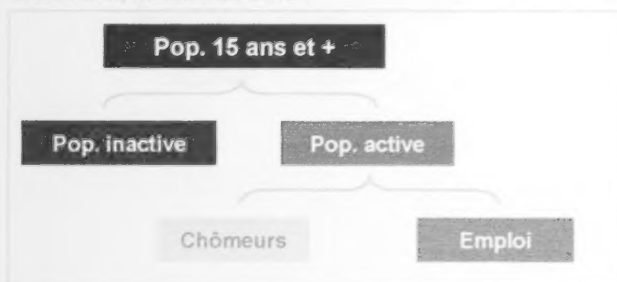 Pop. 15 ans et +
Pop. inactive
Pop. active
Chômeurs
Emploi